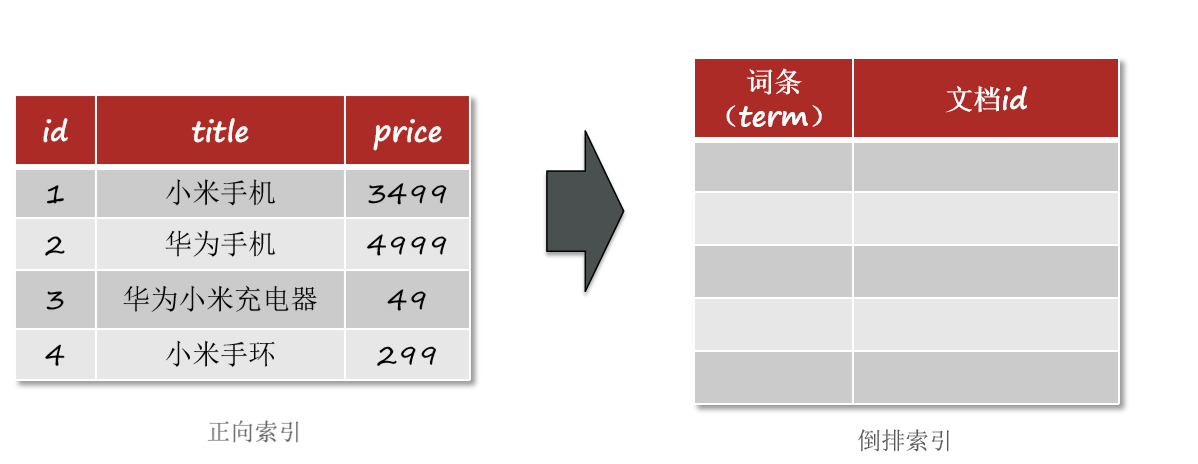 id title price
1 小米手机 3499
2 华为手机 4999
3 华为小米充电器 49
4 小米手环 299
正向索引
词条
（term）
文档id
倒排索引